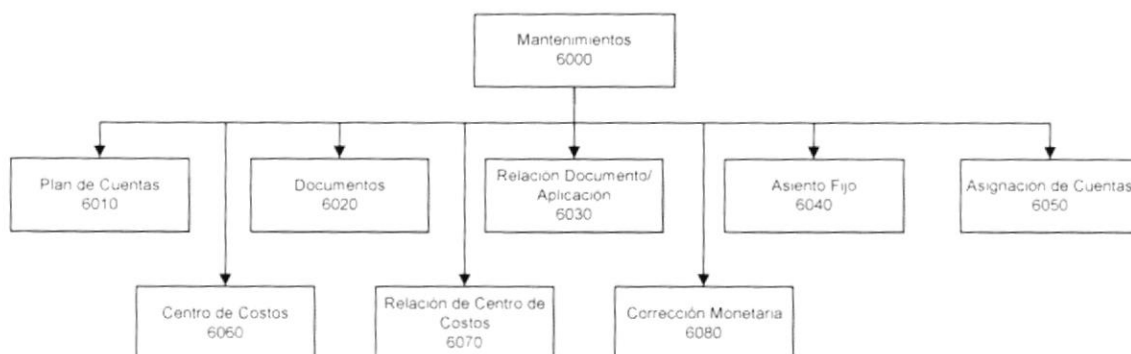 Mantenimientos
6000
Plan de Cuentas
6010
Documentos
6020
Relación Documento/
Aplicación
6030
Asiento Fijo
6040
Asignación de Cuentas
6050
Centro de Costos
6060
Relación de Centro de
Costos
6070
Corrección Monetaria
6080